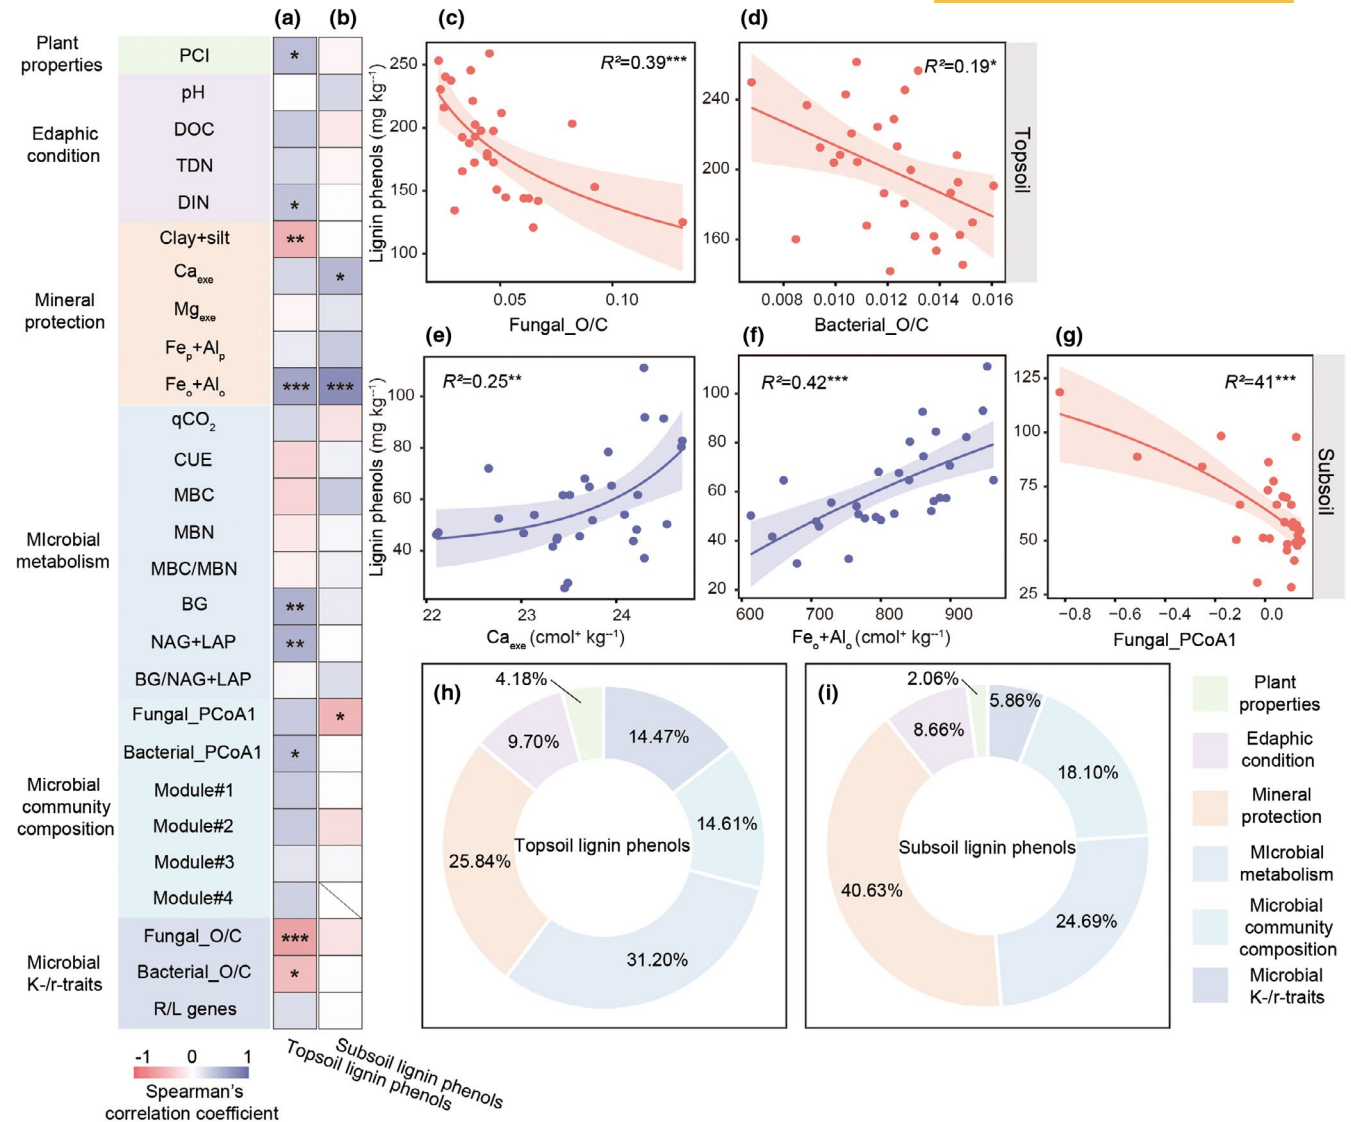 (a)
(b)
Plant
properties
PCI
*
Edaphic
condition
pH
DOC
TDN
DIN
*
Mineral
protection
Clay+silt
**
Caexe
*
Mgexe
Fep+Alp
Feo+Alo
***
***
MIcrobial
metabolism
qCO2
CUE
MBC
MBN
MBC/MBN
BG
**
NAG+LAP
**
BG/NAG+LAP
Microbial
community
composition
Fungal_PCoA1
*
Bacterial_PCoA1
*
Module#1
Module#2
Module#3
Module#4
Microbial
K-/r-traits
Fungal_O/C
***
Bacterial_O/C
*
R/L genes
-1 0 1
Spearman's
correlation coefficient
Topsoil lignin phenols
Subsoil lignin phenols
(c)
R²=0.39***
Lignin phenols (mg kg⁻¹)
250
200
150
100
0.05 0.10
Fungal_O/C
(d)
R²=0.19*
240
200
160
0.008 0.010 0.012 0.014 0.016
Bacterial_O/C
Topsoil
(e)
R²=0.25**
Lignin phenols (mg kg⁻¹)
100
80
60
40
22 23 24
Caexe (cmol⁺ kg⁻¹)
(f)
R²=0.42***
100
80
60
40
20
600 700 800 900
Feo+Alo (cmol⁺ kg⁻¹)
(g)
R²=41***
125
100
75
50
25
−0.8 −0.6 −0.4 −0.2 0.0
Fungal_PCoA1
Subsoil
(h)
4.18%
14.47%
9.70%
14.61%
25.84%
31.20%
Topsoil lignin phenols
(i)
2.06%
5.86%
8.66%
18.10%
40.63%
24.69%
Subsoil lignin phenols
Plant
properties
Edaphic
condition
Mineral
protection
MIcrobial
metabolism
Microbial
community
composition
Microbial
K-/r-traits